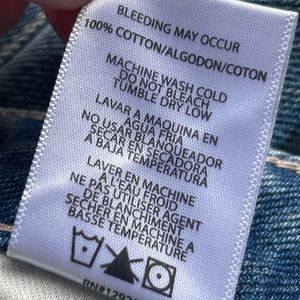 BLEEDING MAY OCCUR
100% COTTON/ALGODON/COTON
MACHINE WASH COLD
DO NOT BLEACH
TUMBLE DRY LOW
LAVAR A MAQUINA EN
AGUA FRIA
NO USAR BLANQUEADOR
SECAR EN SECADORA
A BAJA TEMPERATURA
LAVER EN MACHINE
A L'EAU FROID
NE PAS UTILISER AGENT
DE BLANCHIMENT
SECHER EN MACHINE A
BASSE TEMPERATURE